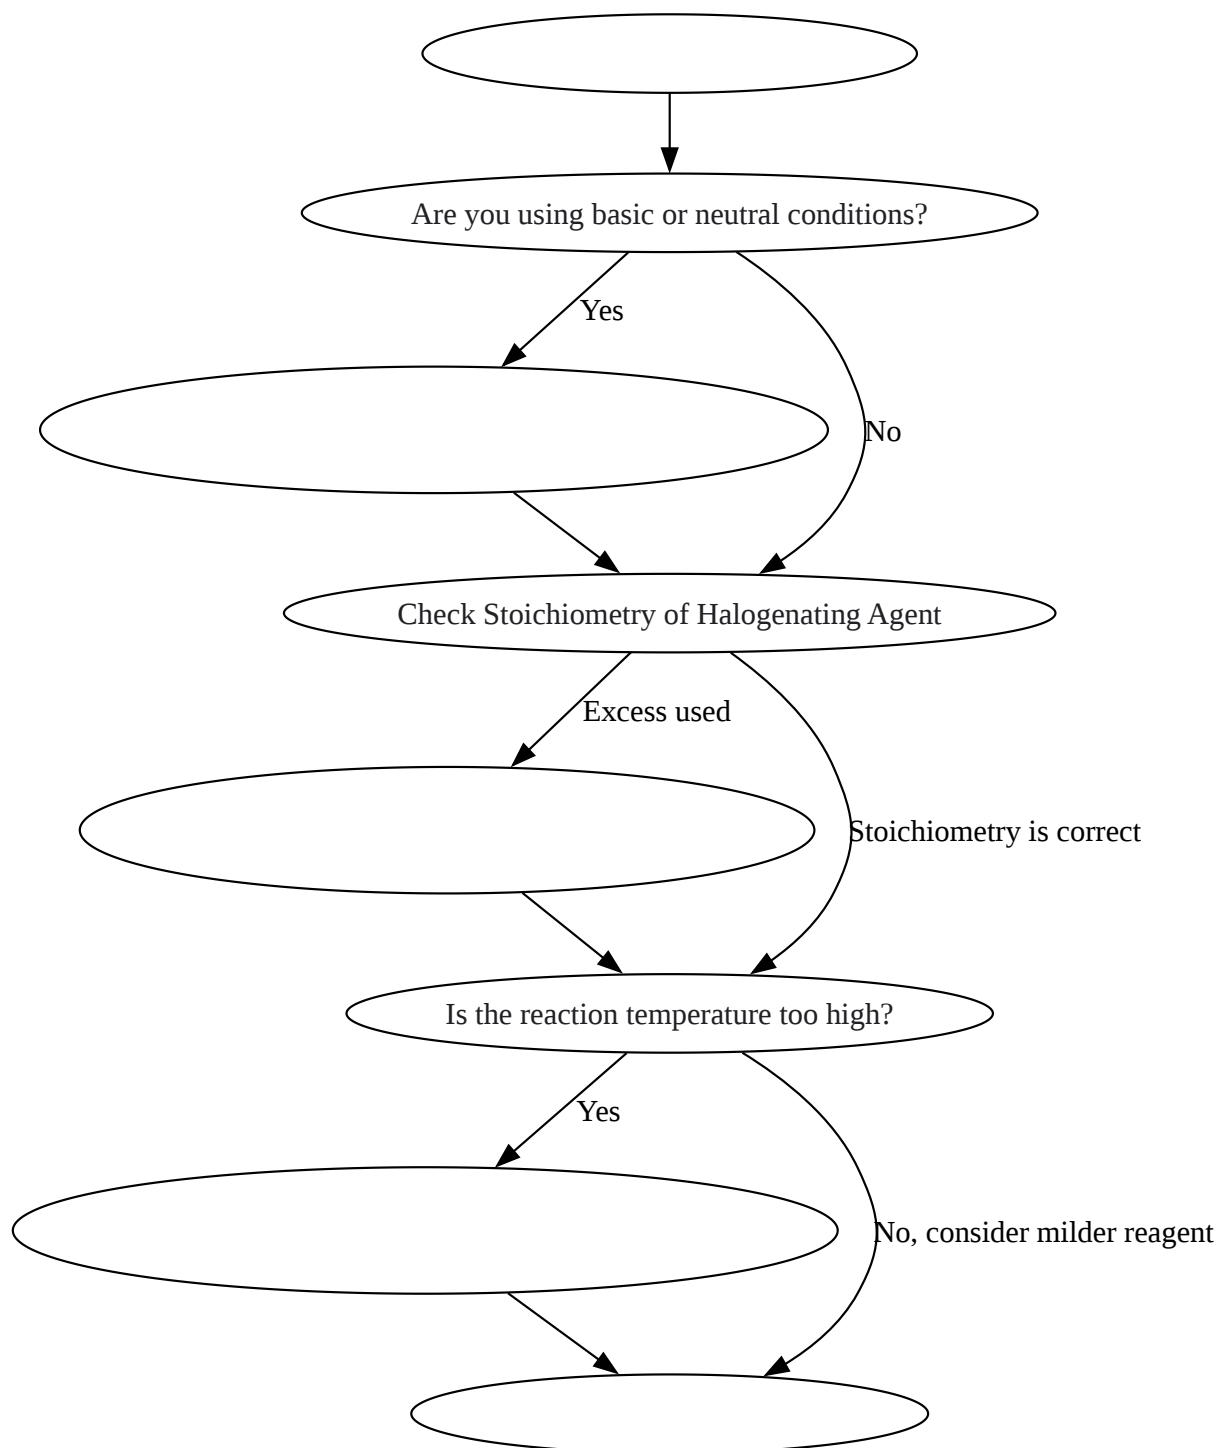 Are you using basic or neutral conditions?
Yes
No
Check Stoichiometry of Halogenating Agent
Excess used
Stoichiometry is correct
Is the reaction temperature too high?
Yes
No, consider milder reagent